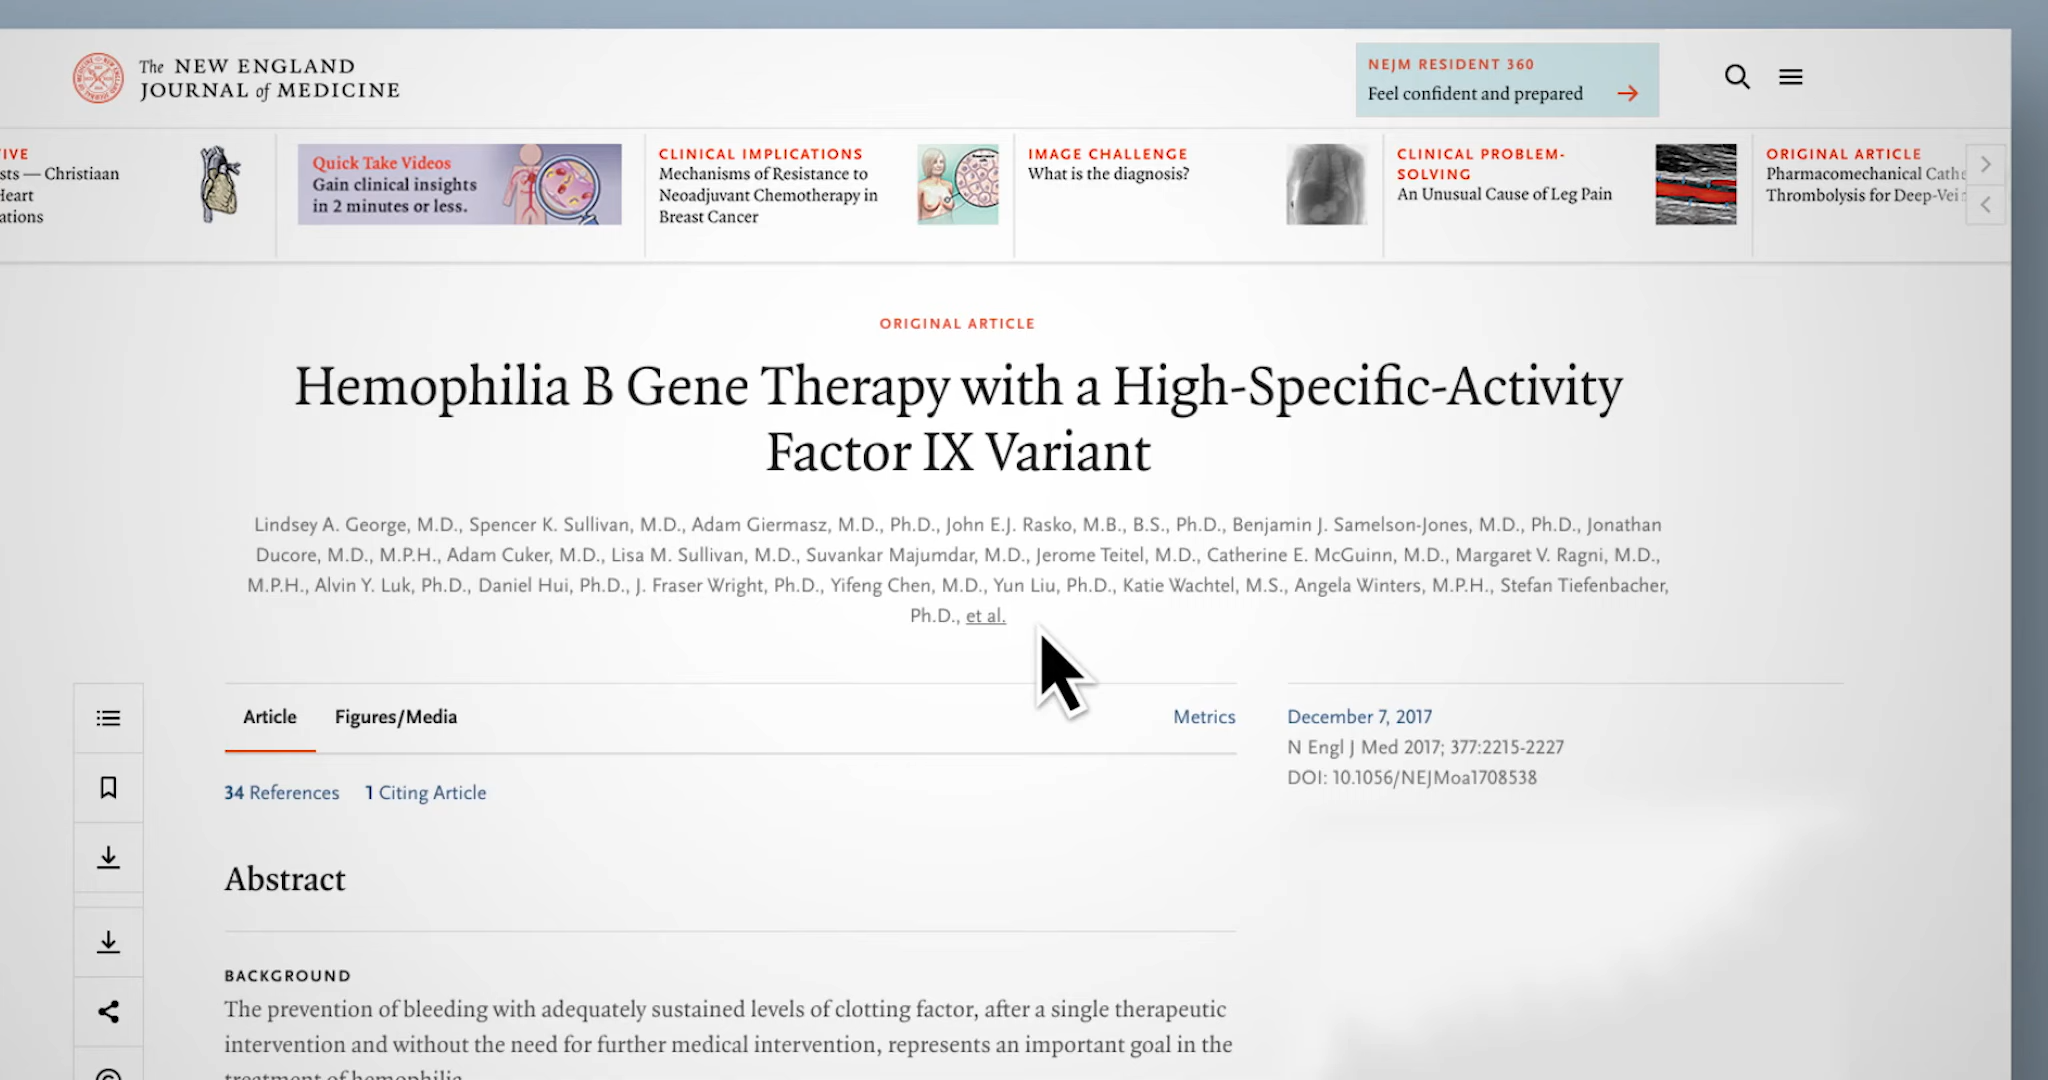 The NEW ENGLAND
JOURNAL of MEDICINE
NEJM RESIDENT 360
Feel confident and prepared
IVE
sts — Christiaan
Heart
ations
Quick Take Videos
Gain clinical insights
in 2 minutes or less.
CLINICAL IMPLICATIONS
Mechanisms of Resistance to
Neoadjuvant Chemotherapy in
Breast Cancer
IMAGE CHALLENGE
What is the diagnosis?
CLINICAL PROBLEM-
SOLVING
An Unusual Cause of Leg Pain
ORIGINAL ARTICLE
Pharmacomechanical Cathe
Thrombolysis for Deep-Vei
ORIGINAL ARTICLE
Hemophilia B Gene Therapy with a High-Specific-Activity
Factor IX Variant
Lindsey A. George, M.D., Spencer K. Sullivan, M.D., Adam Giermasz, M.D., Ph.D., John E.J. Rasko, M.B., B.S., Ph.D., Benjamin J. Samelson-Jones, M.D., Ph.D., Jonathan
Ducore, M.D., M.P.H., Adam Cuker, M.D., Lisa M. Sullivan, M.D., Suvankar Majumdar, M.D., Jerome Teitel, M.D., Catherine E. McGuinn, M.D., Margaret V. Ragni, M.D.,
M.P.H., Alvin Y. Luk, Ph.D., Daniel Hui, Ph.D., J. Fraser Wright, Ph.D., Yifeng Chen, M.D., Yun Liu, Ph.D., Katie Wachtel, M.S., Angela Winters, M.P.H., Stefan Tiefenbacher,
Ph.D., et al.
Article Figures/Media Metrics
December 7, 2017
N Engl J Med 2017; 377:2215-2227
DOI: 10.1056/NEJMoa1708538
34 References 1 Citing Article
Abstract
BACKGROUND
The prevention of bleeding with adequately sustained levels of clotting factor, after a single therapeutic
intervention and without the need for further medical intervention, represents an important goal in the
treatment of hemophilia.